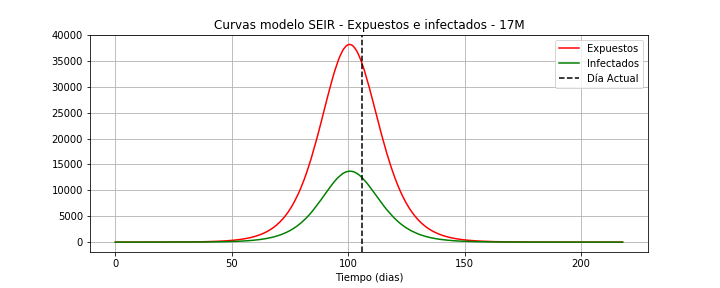 Curvas modelo SEIR - Expuestos e infectados - 17M
40000
35000
30000
25000
20000
15000
10000
5000
0
Expuestos
Infectados
Día Actual
0 50 100 150 200
Tiempo (dias)